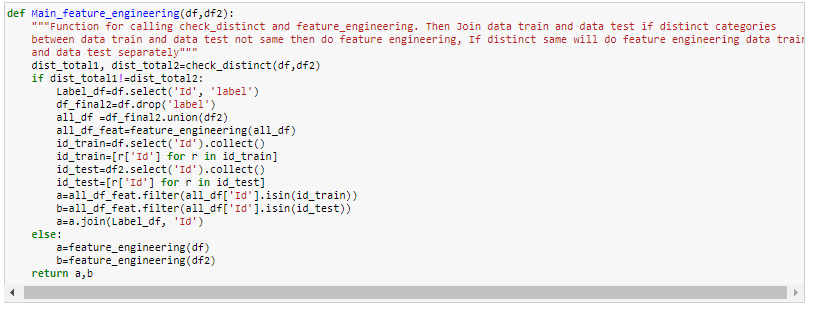 def Main_feature_engineering(df,df2):
    """Function for calling check_distinct and feature_engineering. Then Join data train and data test if distinct categories
    between data train and data test not same then do feature engineering, If distinct same will do feature engineering data train
    and data test separately"""
    dist_total1, dist_total2=check_distinct(df,df2)
    if dist_total1!=dist_total2:
        Label_df=df.select('Id', 'label')
        df_final2=df.drop('label')
        all_df =df_final2.union(df2)
        all_df_feat=feature_engineering(all_df)
        id_train=df.select('Id').collect()
        id_train=[r['Id'] for r in id_train]
        id_test=df2.select('Id').collect()
        id_test=[r['Id'] for r in id_test]
        a=all_df_feat.filter(all_df['Id'].isin(id_train))
        b=all_df_feat.filter(all_df['Id'].isin(id_test))
        a=a.join(Label_df, 'Id')
    else:
        a=feature_engineering(df)
        b=feature_engineering(df2)
    return a,b